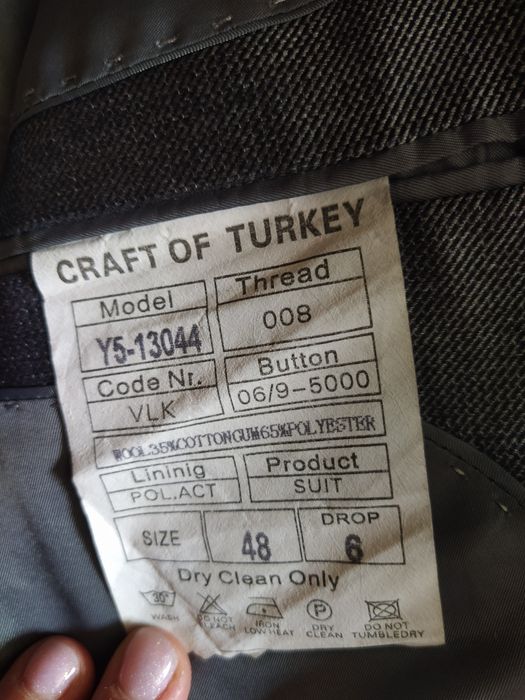 CRAFT OF TURKEY
Model Thread
Y5-13044 008
Code Nr. Button
VLK 06/9-5000
WOOL35%COTTONGUM65%POLYESTER
Lininig Product
POL.ACT SUIT
SIZE 48 DROP 6
Dry Clean Only
30°
WASH
DO NOT BLEACH
IRON LOW HEAT
P
DRY CLEAN
DO NOT TUMBLEDRY